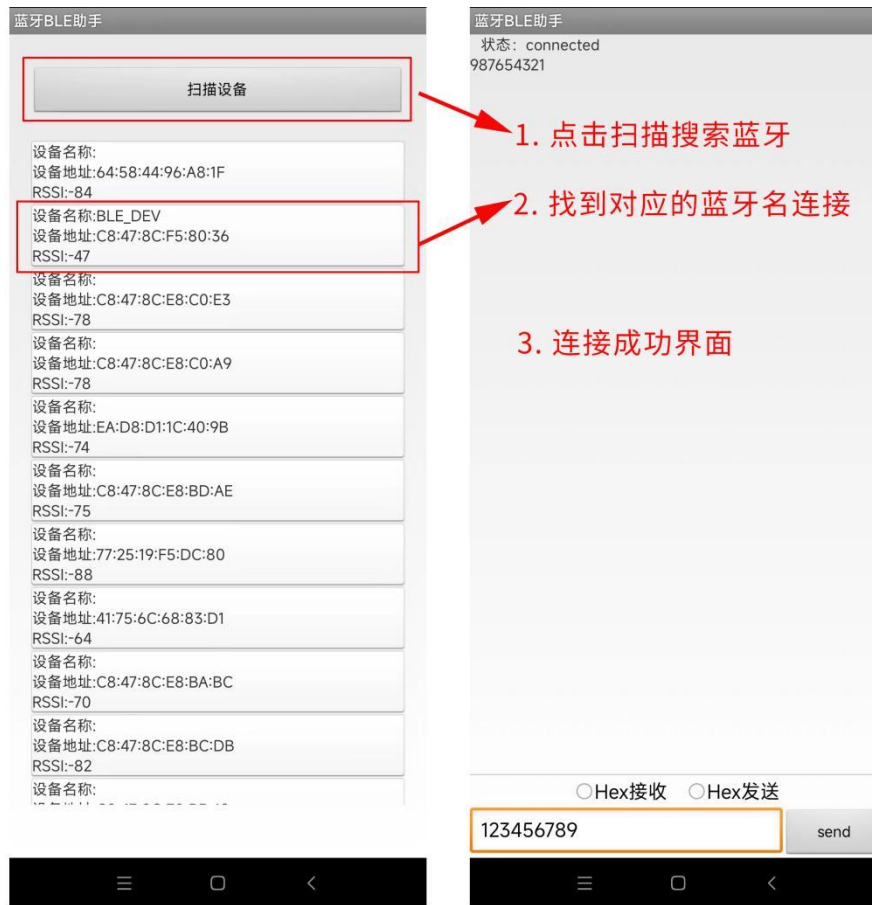 蓝牙BLE助手
扫描设备
设备名称:
设备地址:64:58:44:96:A8:1F
RSSI:-84
设备名称:BLE_DEV
设备地址:C8:47:8C:F5:80:36
RSSI:-47
设备名称:
设备地址:C8:47:8C:E8:C0:E3
RSSI:-78
设备名称:
设备地址:C8:47:8C:E8:C0:A9
RSSI:-78
设备名称:
设备地址:EA:D8:D1:1C:40:9B
RSSI:-74
设备名称:
设备地址:C8:47:8C:E8:BD:AE
RSSI:-75
设备名称:
设备地址:77:25:19:F5:DC:80
RSSI:-88
设备名称:
设备地址:41:75:6C:68:83:D1
RSSI:-64
设备名称:
设备地址:C8:47:8C:E8:BA:BC
RSSI:-70
设备名称:
设备地址:C8:47:8C:E8:BC:DB
RSSI:-82
设备名称:
蓝牙BLE助手
状态：connected
987654321
1. 点击扫描搜索蓝牙
2. 找到对应的蓝牙名连接
3. 连接成功界面
Hex接收 Hex发送
123456789 send